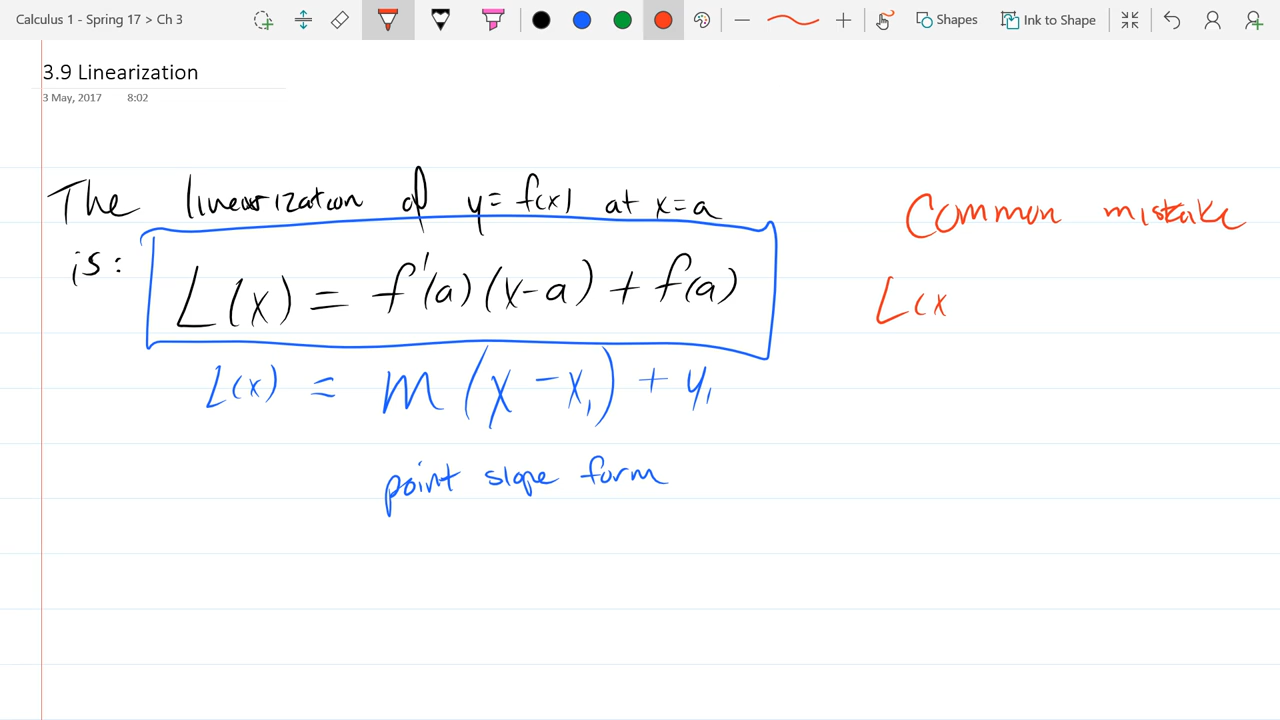 Calculus 1 - Spring 17 > Ch 3
Shapes
Ink to Shape
3.9 Linearization
3 May, 2017 8:02
The linearization of y=f(x) at x=a
is:
L(x) = f'(a)(x-a) + f(a)
L(x) = m(x-x₁) + y₁
point slope form
Common mistake
L(x